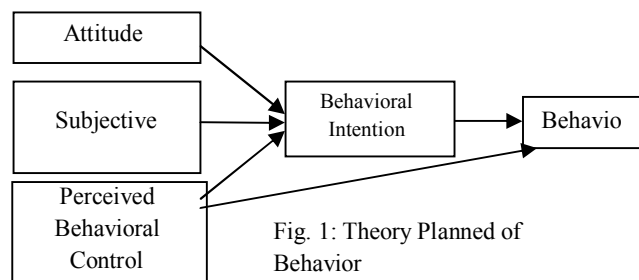 Attitude
Subjective
Perceived
Behavioral
Control
Behavioral
Intention
Behavio
Fig. 1: Theory Planned of
Behavior